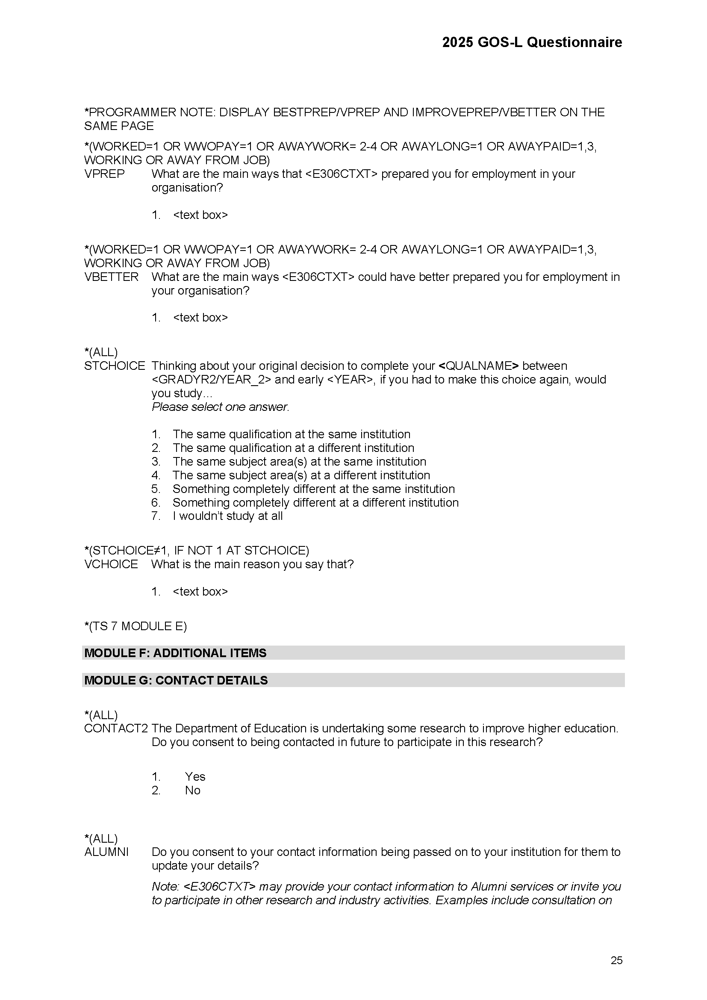 2025 GOS-L Questionnaire
*PROGRAMMER NOTE: DISPLAY BESTPREP/VPREP AND IMPROVEPREP/VBETTER ON THE
SAME PAGE
*(WORKED=1 OR WWOPAY=1 OR AWAYWORK= 2-4 OR AWAYLONG=1 OR AWAYPAID=1,3,
WORKING OR AWAY FROM JOB)
VPREP What are the main ways that <E306CTXT> prepared you for employment in your
organisation?
1. <text box>
*(WORKED=1 OR WWOPAY=1 OR AWAYWORK= 2-4 OR AWAYLONG=1 OR AWAYPAID=1,3,
WORKING OR AWAY FROM JOB)
VBETTER What are the main ways <E306CTXT> could have better prepared you for employment in
your organisation?
1. <text box>
*(ALL)
STCHOICE Thinking about your original decision to complete your <QUALNAME> between
<GRADYR2/YEAR_2> and early <YEAR>, if you had to make this choice again, would
you study…
Please select one answer.
1. The same qualification at the same institution
2. The same qualification at a different institution
3. The same subject area(s) at the same institution
4. The same subject area(s) at a different institution
5. Something completely different at the same institution
6. Something completely different at a different institution
7. I wouldn’t study at all
*(STCHOICE≠1, IF NOT 1 AT STCHOICE)
VCHOICE What is the main reason you say that?
1. <text box>
*(TS 7 MODULE E)
MODULE F: ADDITIONAL ITEMS
MODULE G: CONTACT DETAILS
*(ALL)
CONTACT2 The Department of Education is undertaking some research to improve higher education.
Do you consent to being contacted in future to participate in this research?
1. Yes
2. No
*(ALL)
ALUMNI Do you consent to your contact information being passed on to your institution for them to
update your details?
Note: <E306CTXT> may provide your contact information to Alumni services or invite you
to participate in other research and industry activities. Examples include consultation on
25